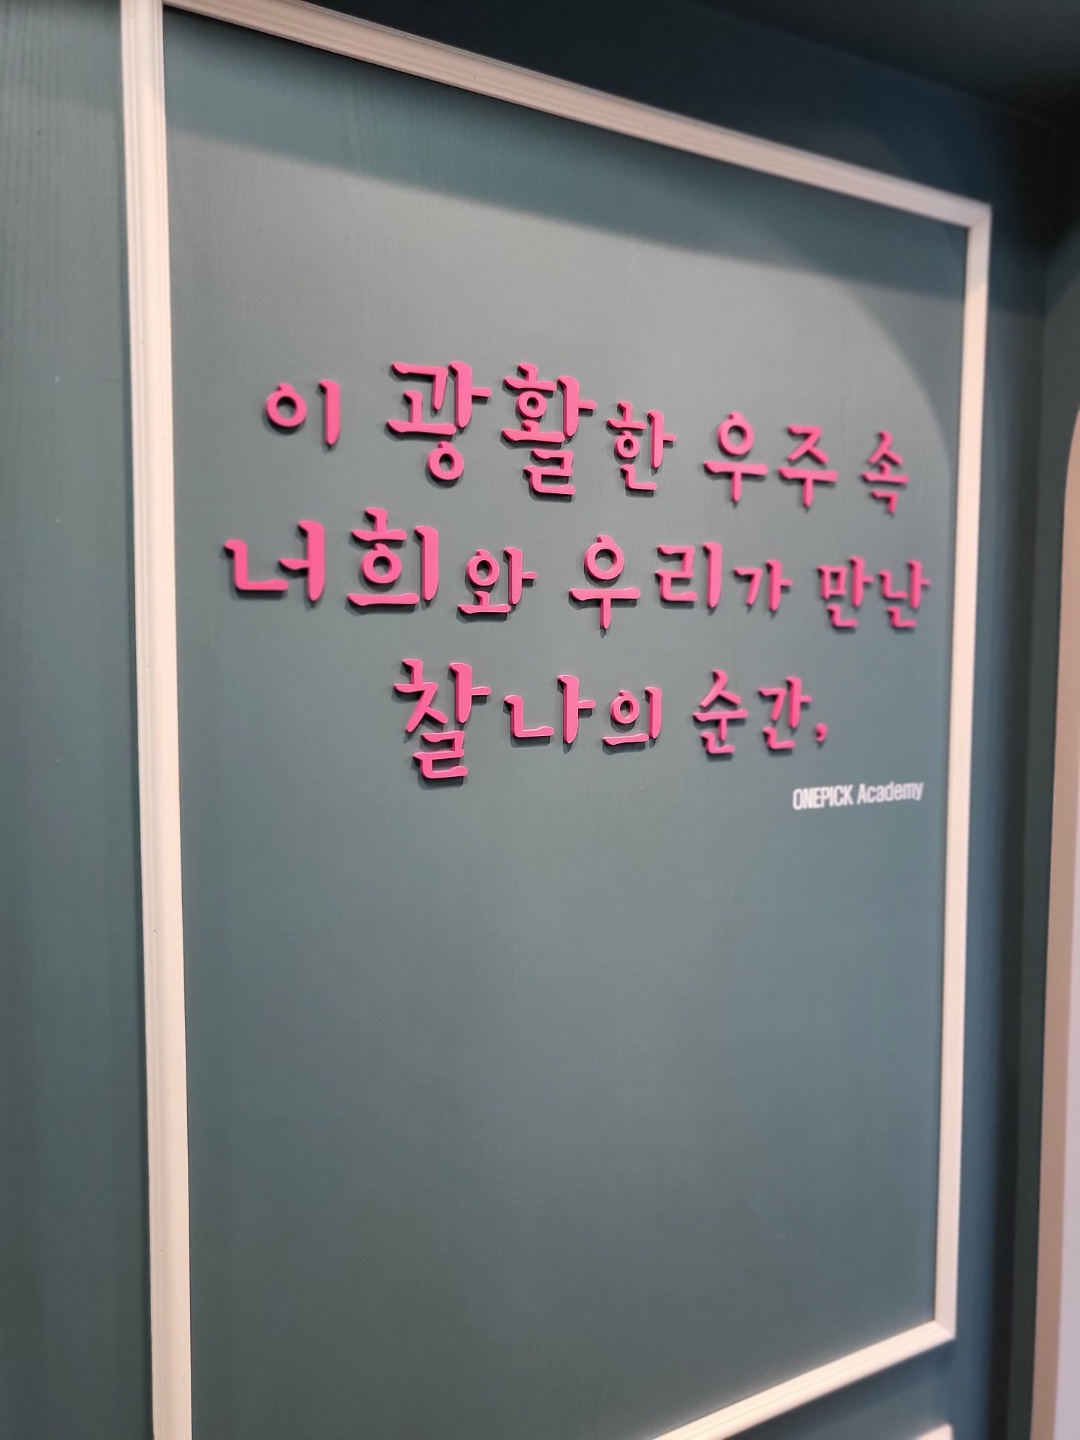 이 광활한 우주 속
너희와 우리가 만난
찰나의 순간,
ONEPICK Academy